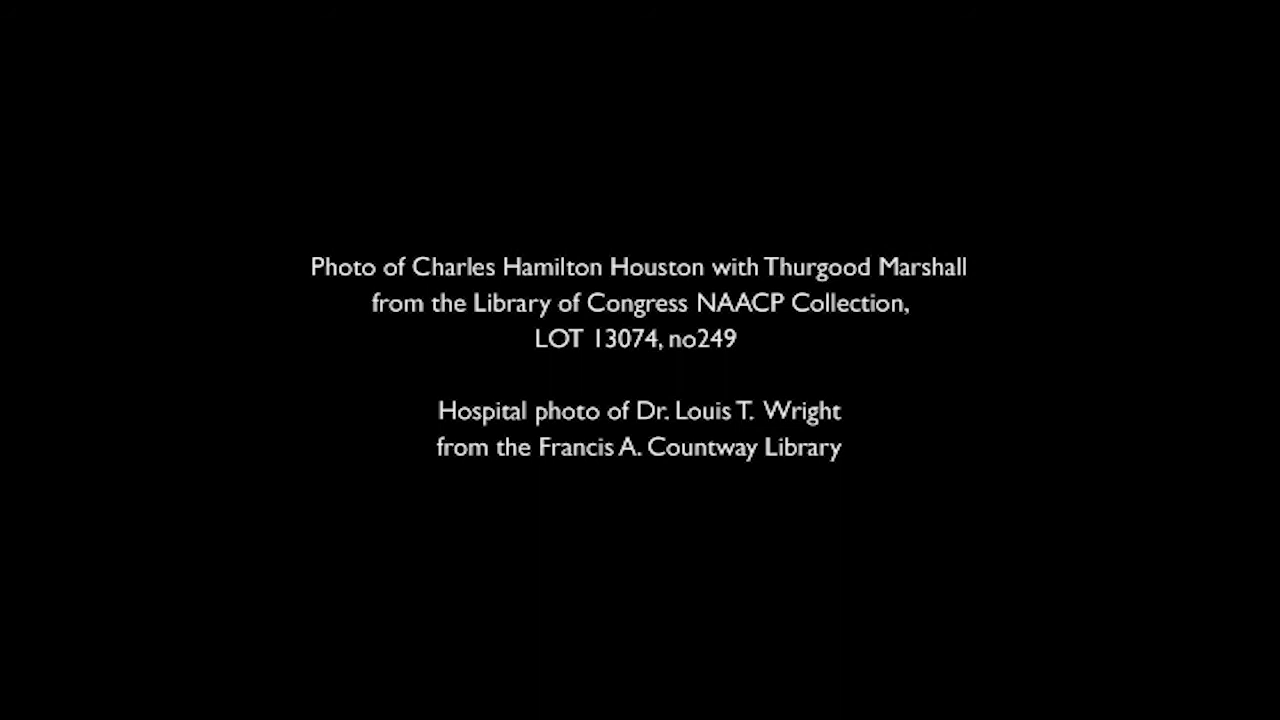 Photo of Charles Hamilton Houston with Thurgood Marshall
from the Library of Congress NAACP Collection,
LOT 13074, no249
Hospital photo of Dr. Louis T. Wright
from the Francis A. Countway Library